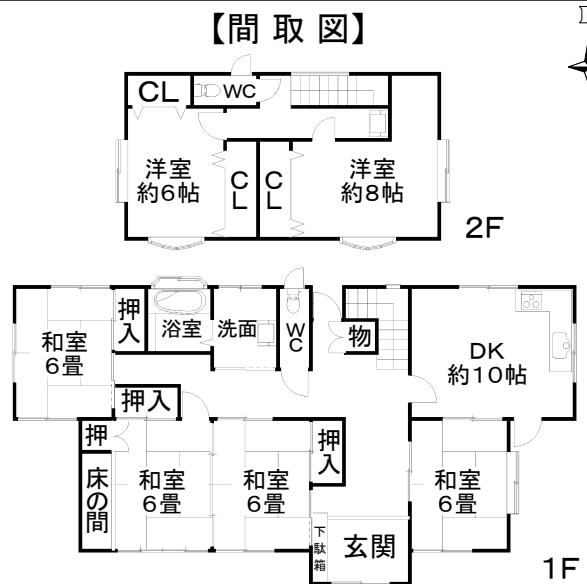 【間取図】
CL
WC
洋室
約6帖
CL
CL
洋室
約8帖
2F
和室
6畳
押入
浴室
洗面
WC
物
DK
約10帖
押入
押
床の間
和室
6畳
和室
6畳
押入
和室
6畳
下駄箱
玄関
1F